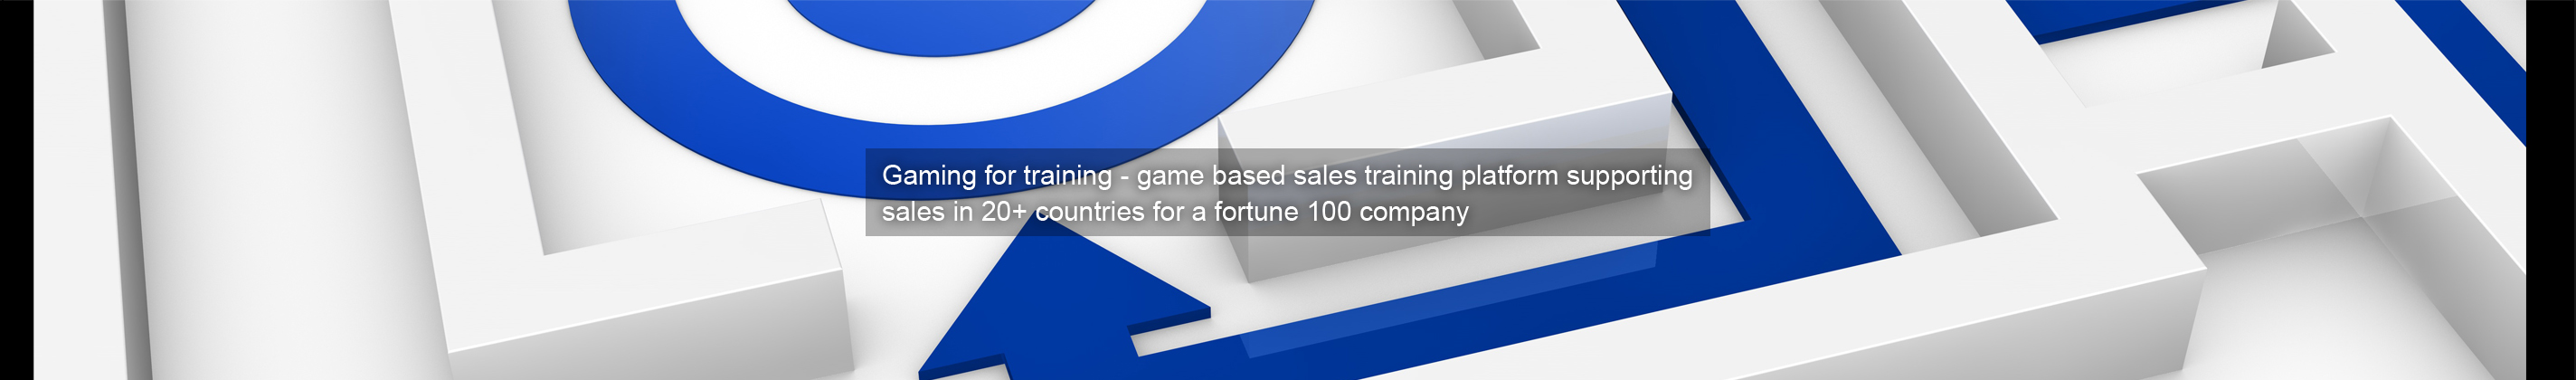 Gaming for training - game based sales training platform supporting
sales in 20+ countries for a fortune 100 company